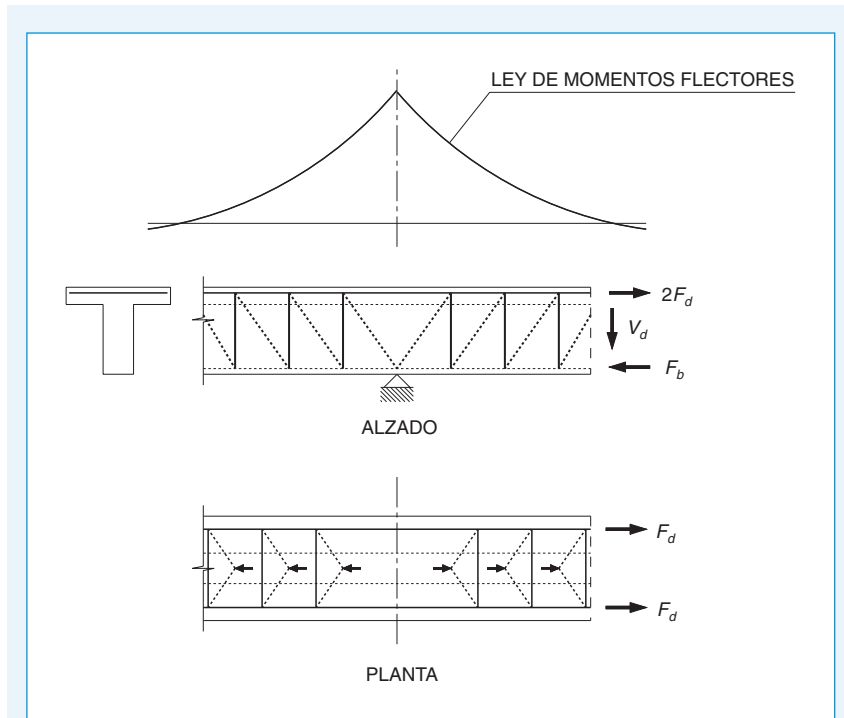 LEY DE MOMENTOS FLECTORES
2F_d
V_d
F_b
ALZADO
F_d
F_d
PLANTA